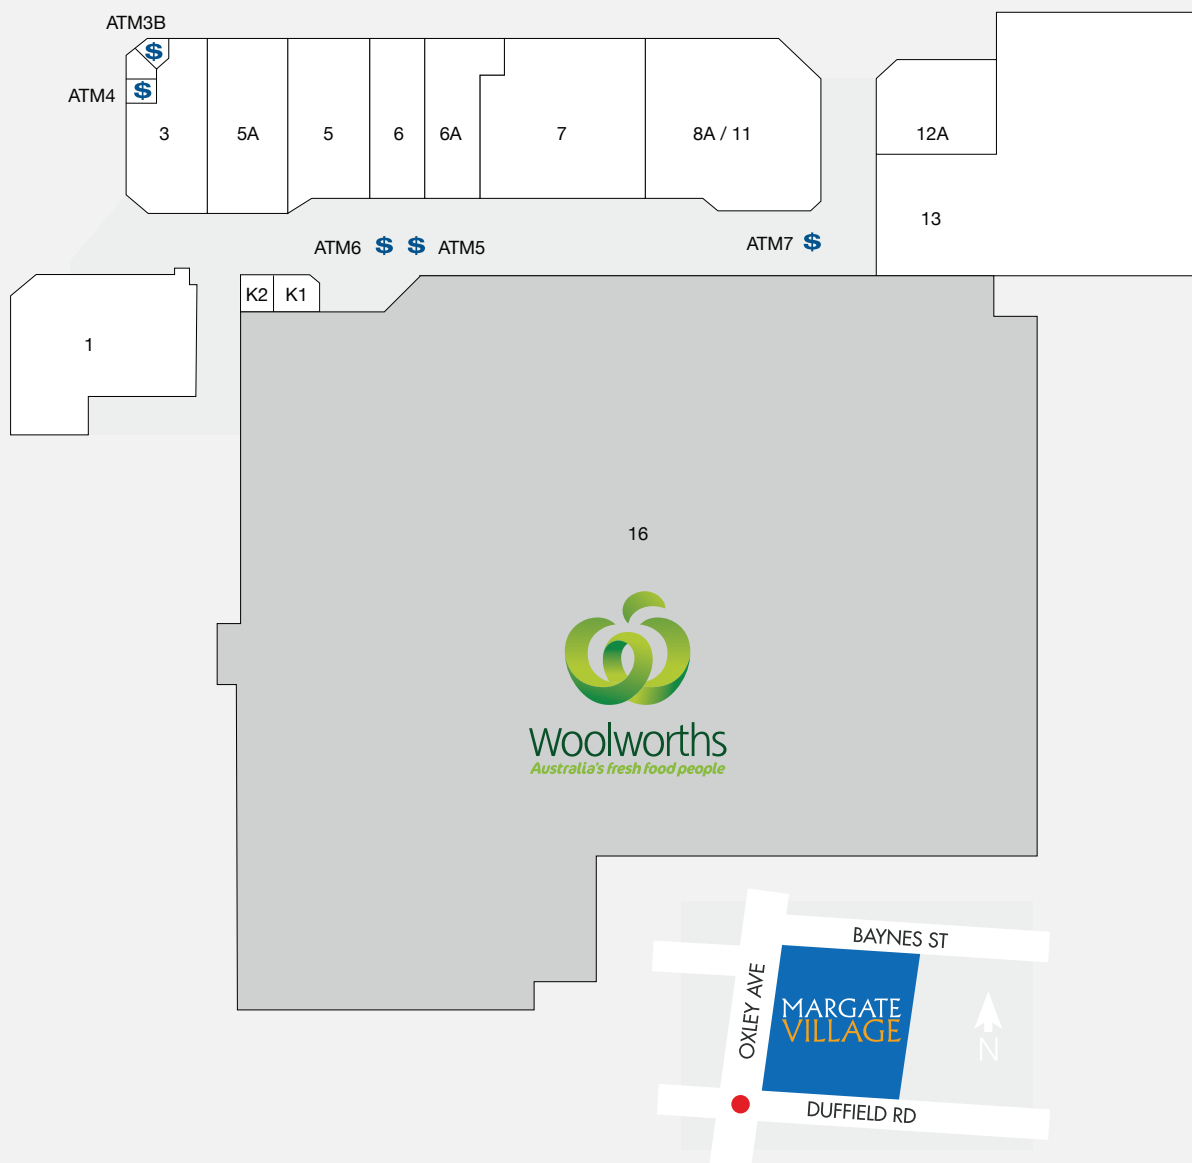 ATM3B
$
ATM4 $
3
5A
5
6
6A
7
8A / 11
12A
13
ATM6 $ $ ATM5
ATM7 $
K2 K1
1
16
Woolworths
Australia's fresh food people
BAYNES ST
OXLEY AVE
MARGATE
VILLAGE
N
DUFFIELD RD